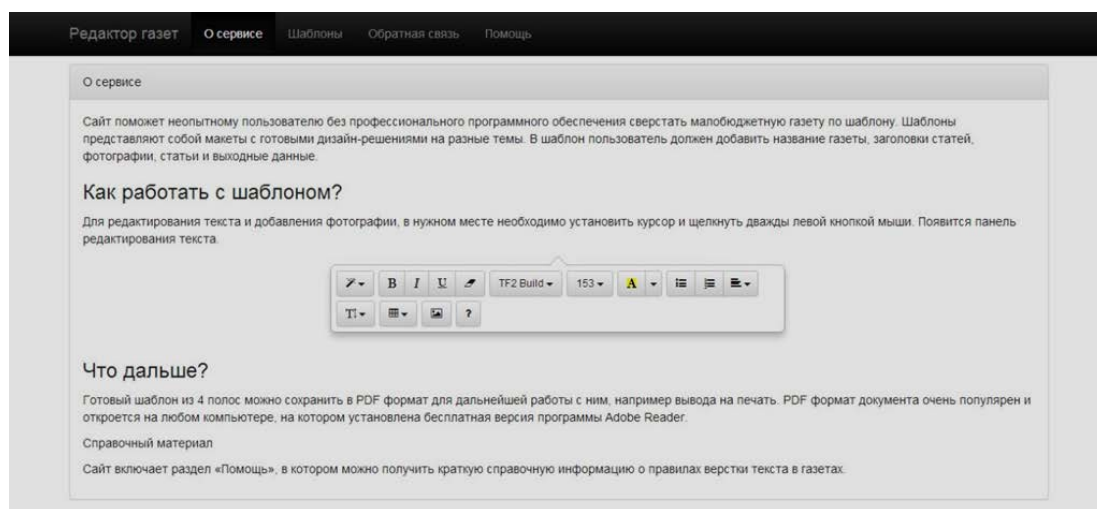 Редактор газет О сервисе Шаблоны Обратная связь Помощь
О сервисе
Сайт поможет неопытному пользователю без профессионального программного обеспечения сверстать малобюджетную газету по шаблону. Шаблоны
представляют собой макеты с готовыми дизайн-решениями на разные темы. В шаблон пользователь должен добавить название газеты, заголовки статей,
фотографии, статьи и выходные данные.
Как работать с шаблоном?
Для редактирования текста и добавления фотографии, в нужном месте необходимо установить курсор и щелкнуть дважды левой кнопкой мыши. Появится панель
редактирования текста.
B I U TF2 Build 153 A
T ?
Что дальше?
Готовый шаблон из 4 полос можно сохранить в PDF формат для дальнейшей работы с ним, например вывода на печать. PDF формат документа очень популярен и
откроется на любом компьютере, на котором установлена бесплатная версия программы Adobe Reader.
Справочный материал
Сайт включает раздел «Помощь», в котором можно получить краткую справочную информацию о правилах верстки текста в газетах.